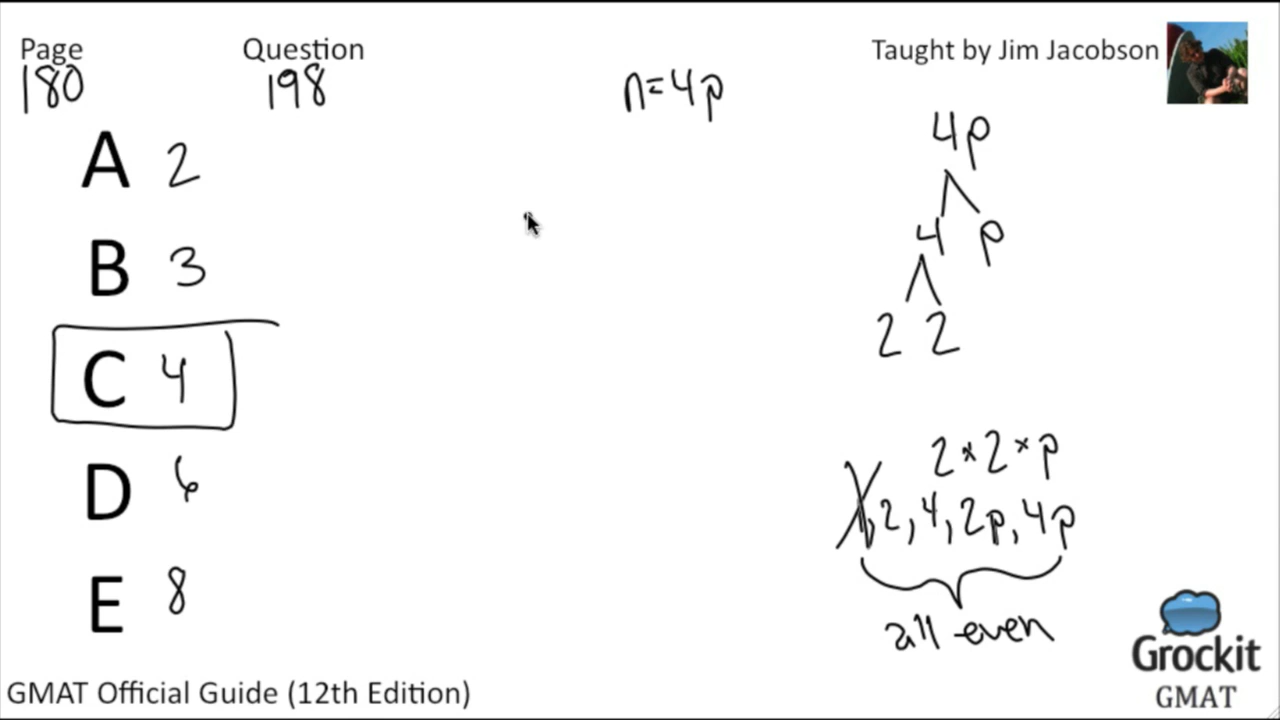 Page
Question
Taught by Jim Jacobson
180
198
n=4p
A 2
B 3
C 4
D 6
E 8
4p
4 p
2 2
2 × 2 × p
1, 2, 4, 2p, 4p
all even
Grockit
GMAT
GMAT Official Guide (12th Edition)